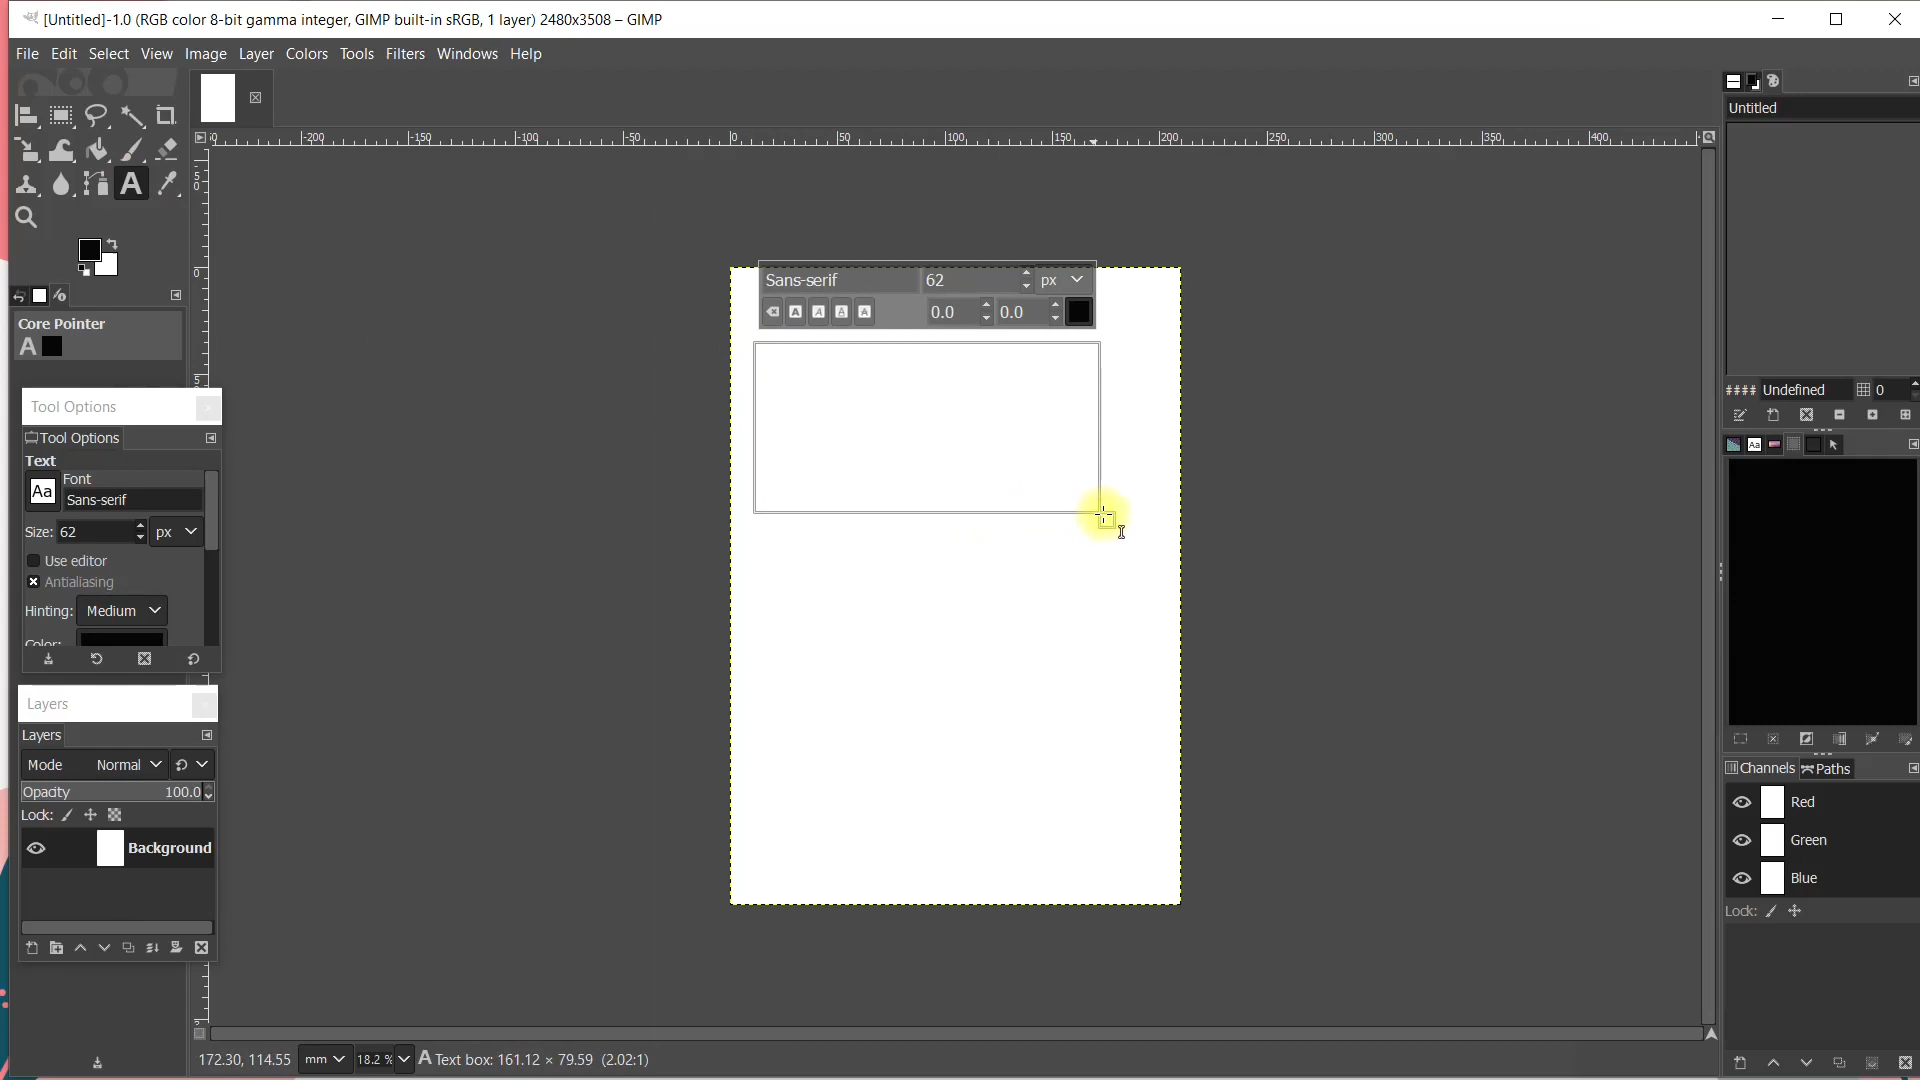 [Untitled]-1.0 (RGB color 8-bit gamma integer, GIMP built-in sRGB, 1 layer) 2480x3508 – GIMP
File Edit Select View Image Layer Colors Tools Filters Windows Help
-200 -150 -100 -50 0 50 100 150 200 250 300 350 400
Untitled
Sans-serif 62 px
0.0 0.0
Core Pointer
Tool Options
Tool Options
Text
Font
Aa Sans-serif
Size: 62 px
Use editor
Antialiasing
Hinting: Medium
Color:
Layers
Layers
Mode Normal
Opacity 100.0
Lock:
Background
#### Undefined 0
Channels Paths
Red
Green
Blue
Lock:
172.30, 114.55 mm 18.2 % Text box: 161.12 × 79.59 (2.02:1)